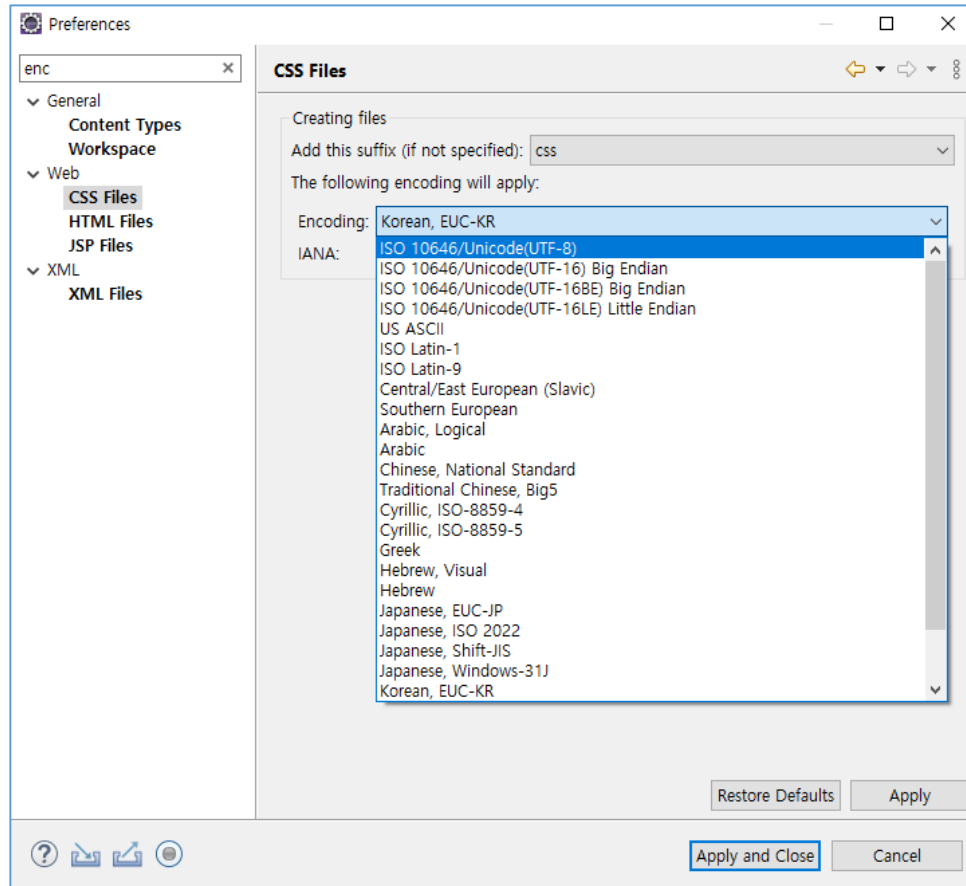 Preferences
enc
General
Content Types
Workspace
Web
CSS Files
HTML Files
JSP Files
XML
XML Files
CSS Files
Creating files
Add this suffix (if not specified): css
The following encoding will apply:
Encoding: Korean, EUC-KR
IANA:
ISO 10646/Unicode(UTF-8)
ISO 10646/Unicode(UTF-16) Big Endian
ISO 10646/Unicode(UTF-16BE) Big Endian
ISO 10646/Unicode(UTF-16LE) Little Endian
US ASCII
ISO Latin-1
ISO Latin-9
Central/East European (Slavic)
Southern European
Arabic, Logical
Arabic
Chinese, National Standard
Traditional Chinese, Big5
Cyrillic, ISO-8859-4
Cyrillic, ISO-8859-5
Greek
Hebrew, Visual
Hebrew
Japanese, EUC-JP
Japanese, ISO 2022
Japanese, Shift-JIS
Japanese, Windows-31J
Korean, EUC-KR
Restore Defaults Apply
Apply and Close Cancel